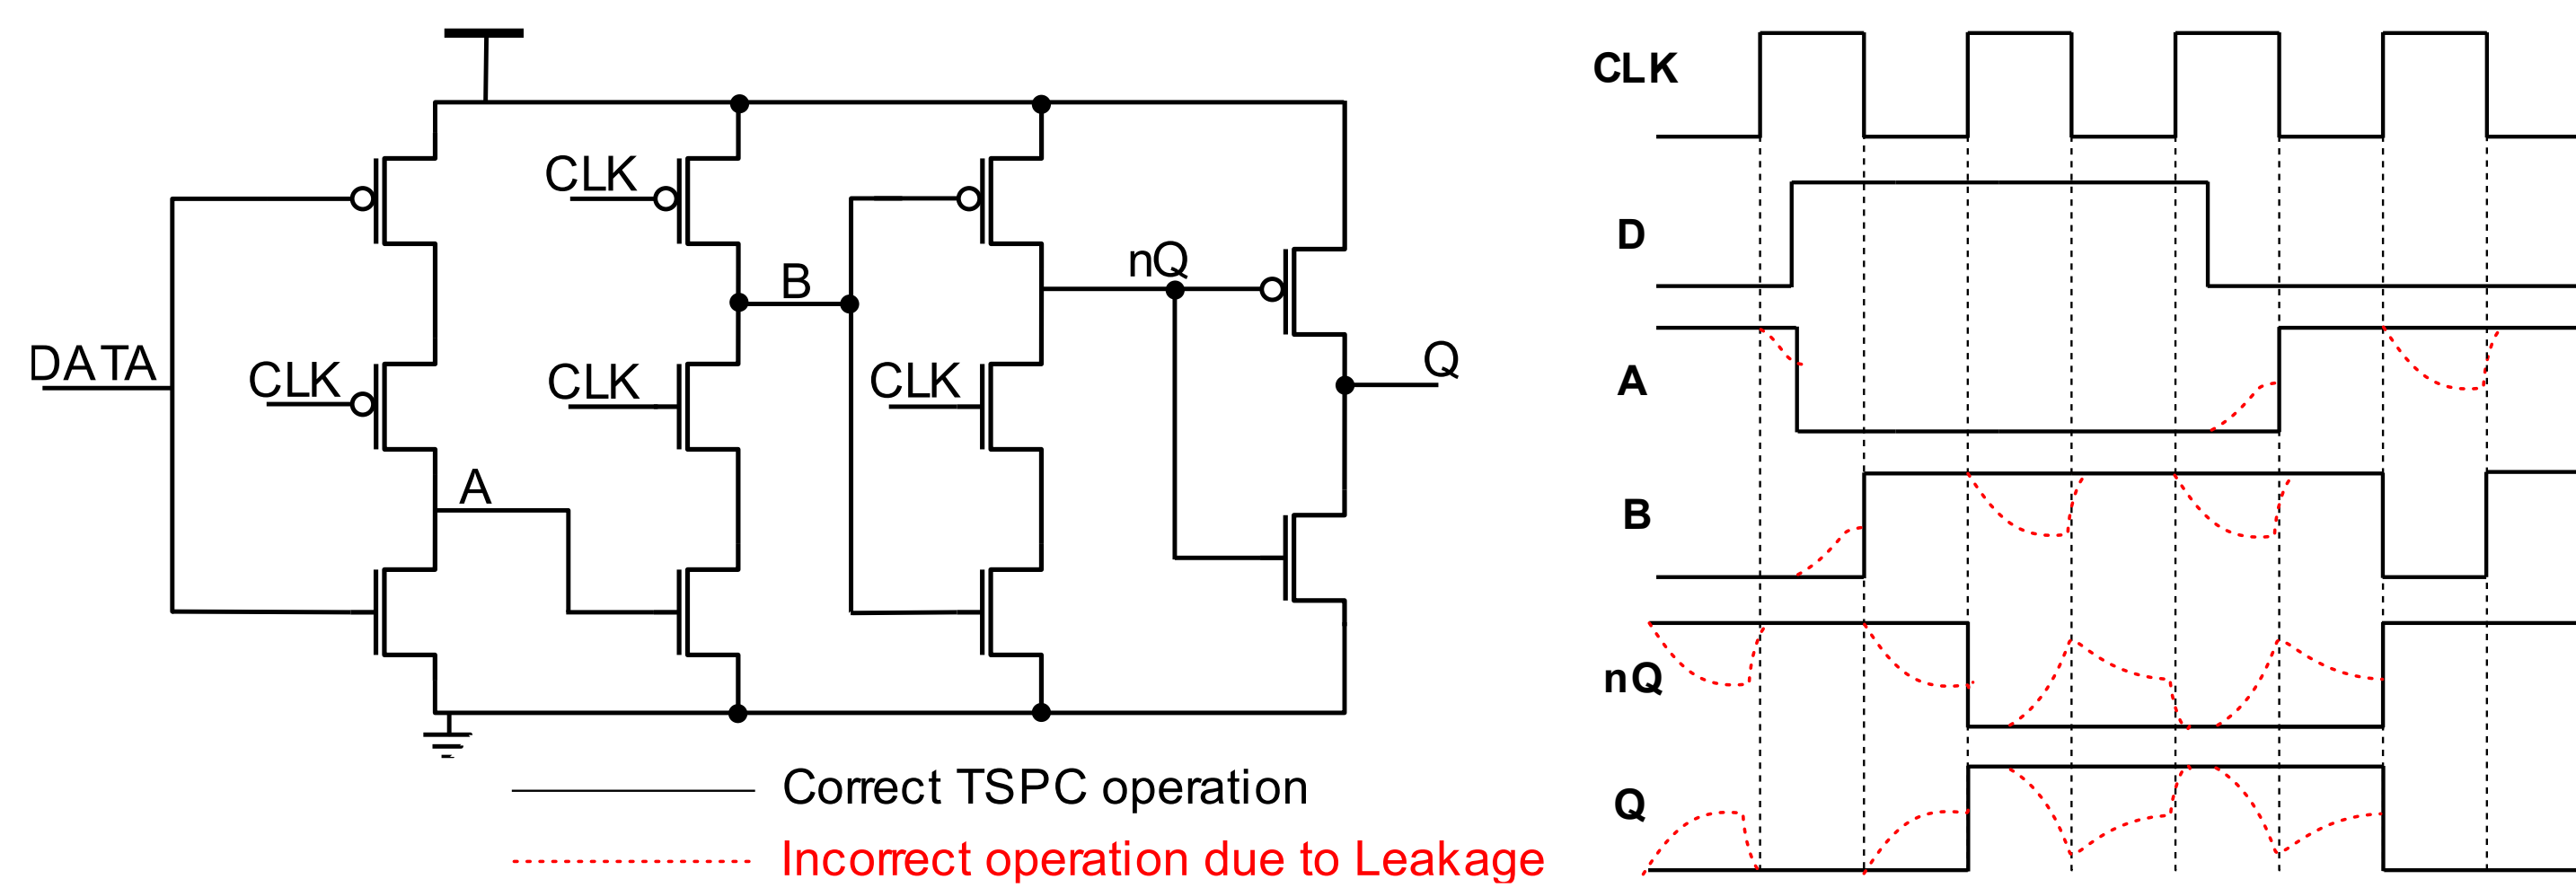 CLK
CLK
D
CLK
nQ
B
DATA
CLK
CLK
CLK
Q
A
A
B
nQ
Q
Correct TSPC operation
Incorrect operation due to Leakage